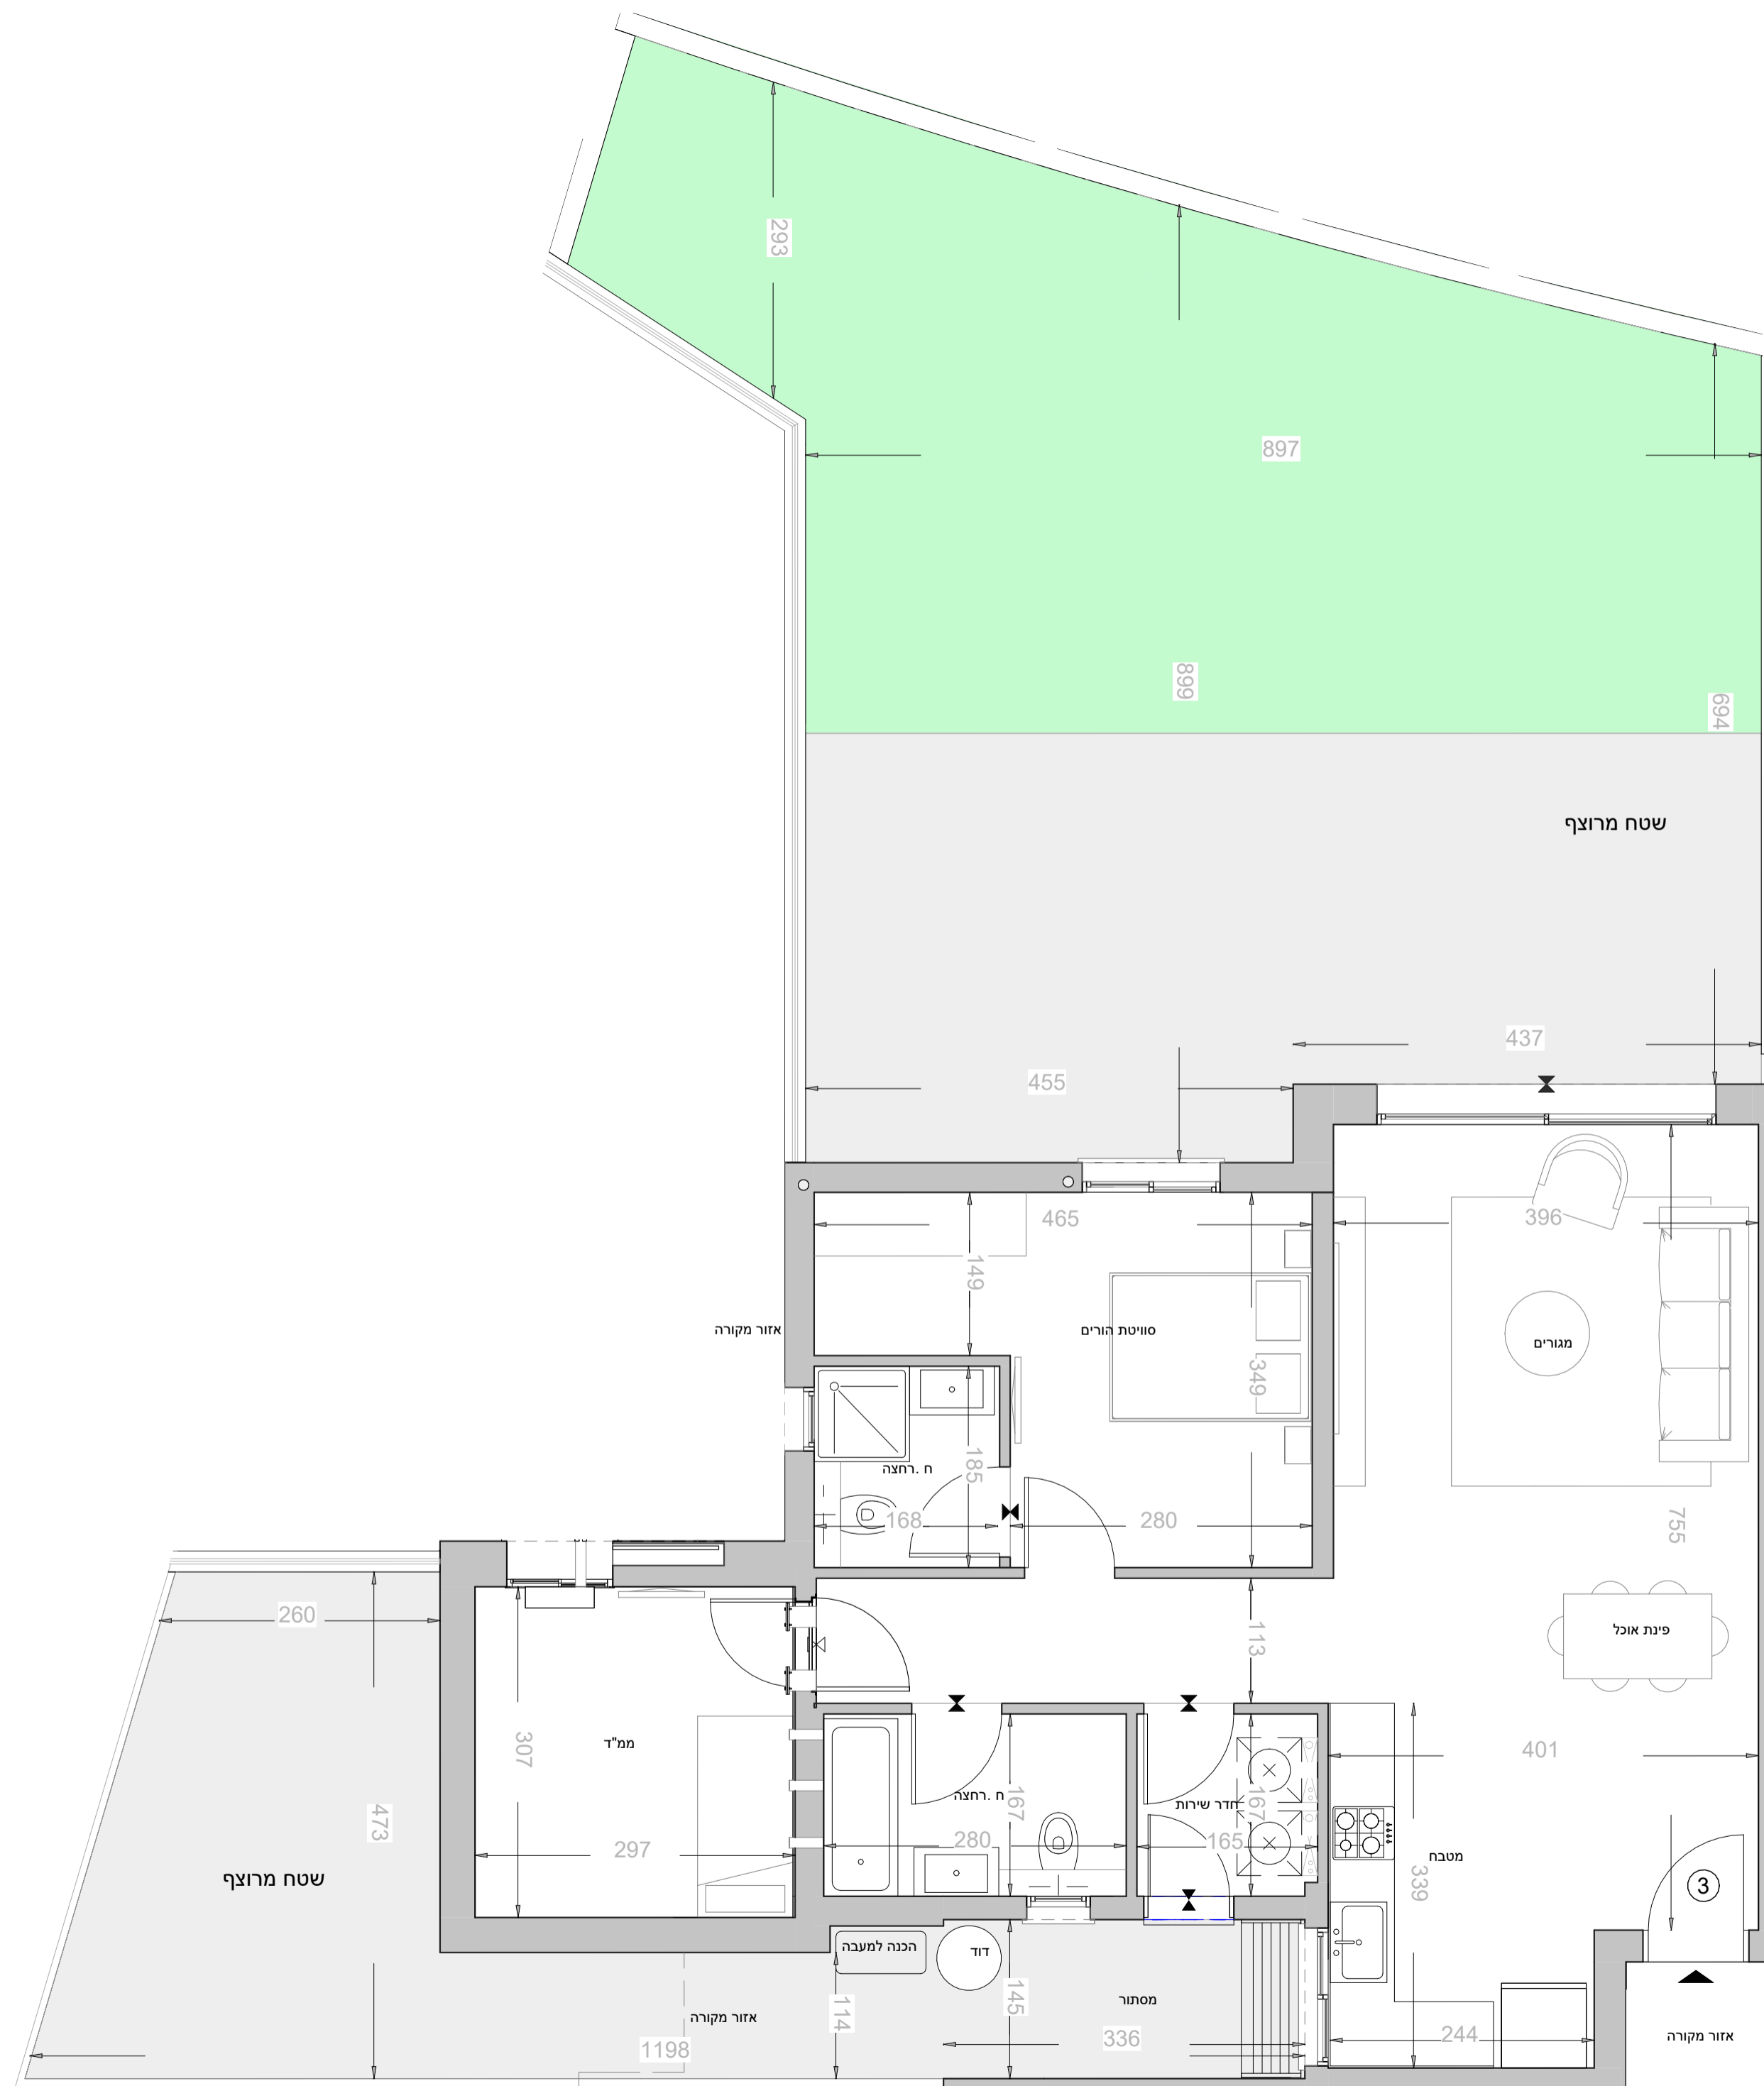 293
897
899
694
שטח מרוצף
437
455
465
396
149
אזור מקורה
סוויטת הורים
מגורים
349
185
ח .רחצה
168
280
755
260
113
פינת אוכל
307
ממ"ד
401
ח .רחצה
167
חדר שירות
167
473
280
165
297
מטבח
339
שטח מרוצף
3
הכנה למעבה
דוד
114
145
מסתור
אזור מקורה
336
244
אזור מקורה
1198